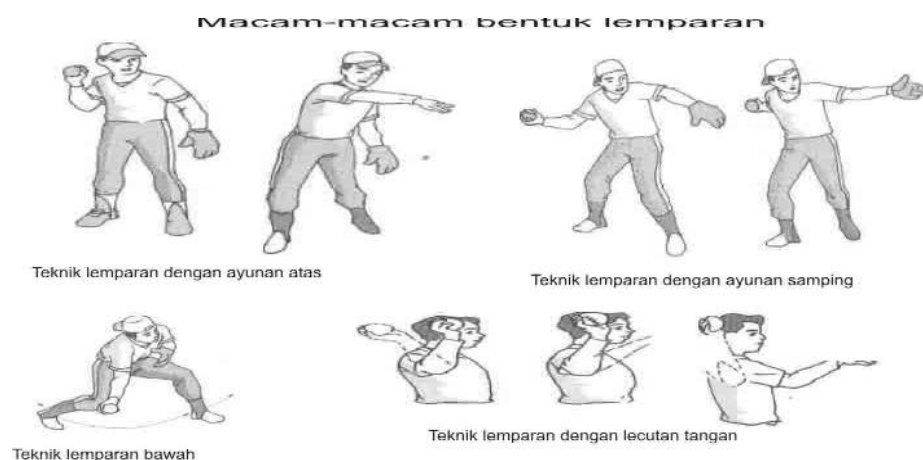 Macam-macam bentuk lemparan
Teknik lemparan dengan ayunan atas
Teknik lemparan dengan ayunan samping
Teknik lemparan dengan lecutan tangan
Teknik lemparan bawah